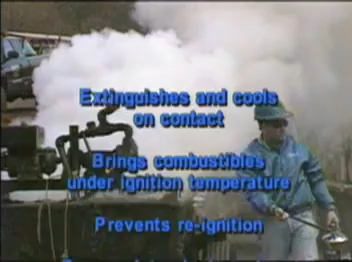 Extinguishes and cools
on contact
Brings combustibles
under ignition temperature
Prevents re-ignition